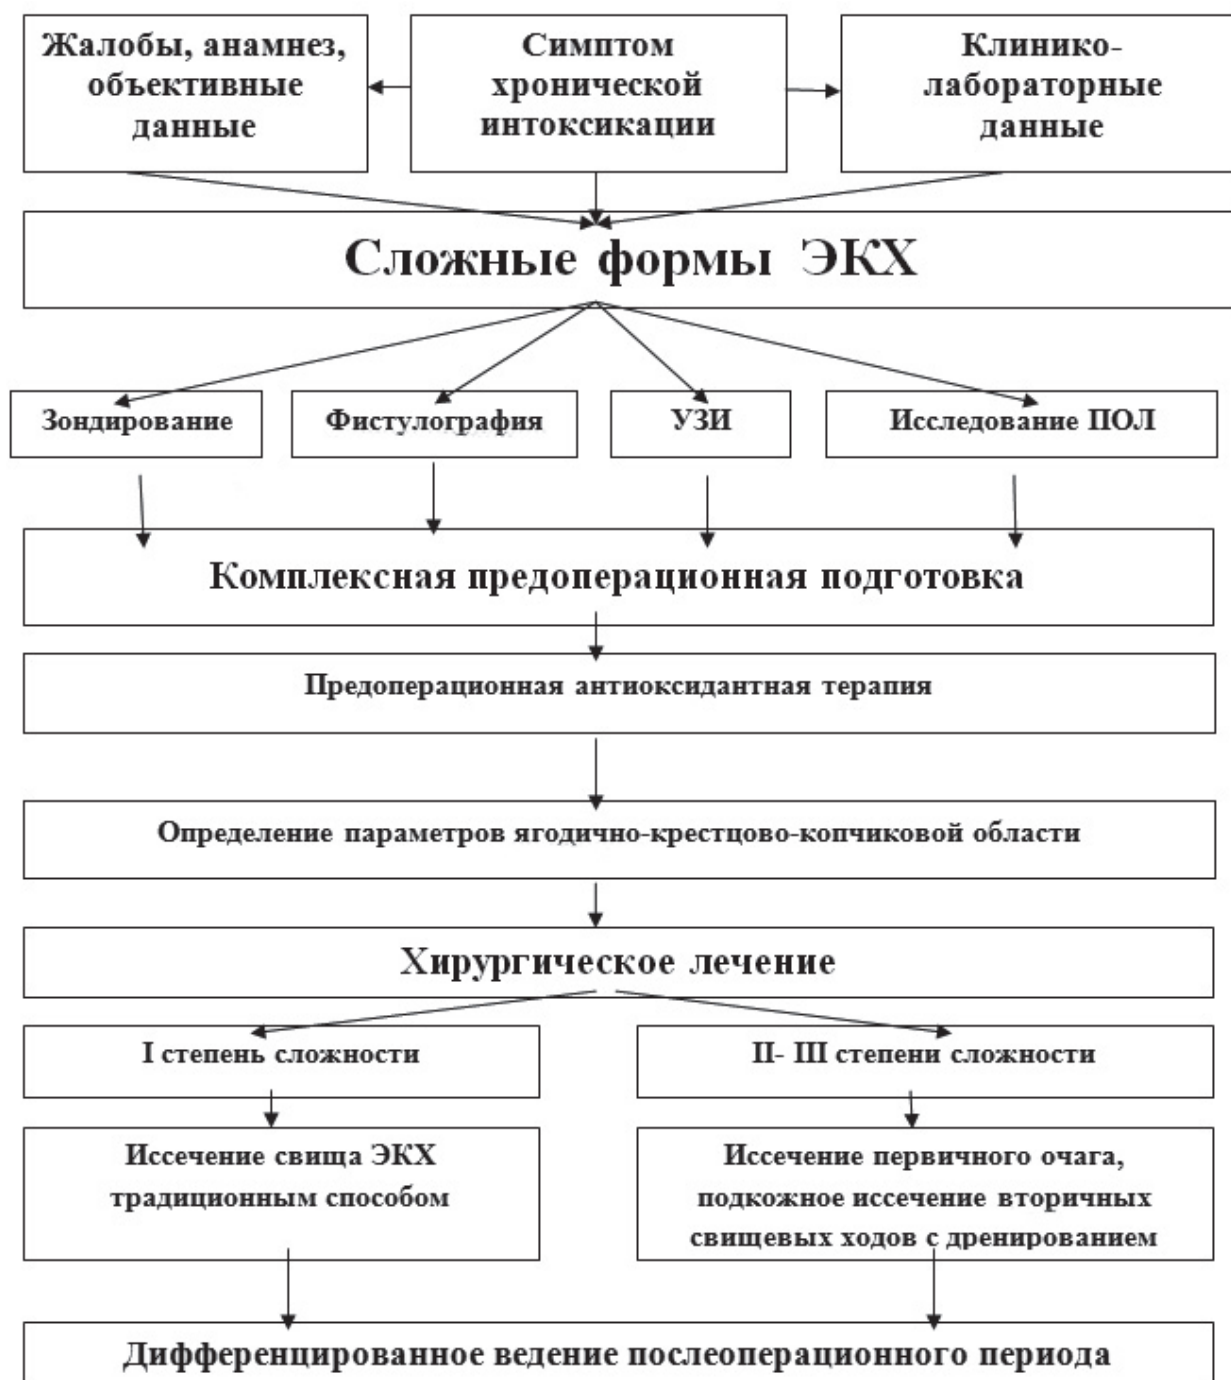 Жалобы, анамнез,
объективные
данные
Симптом
хронической
интоксикации
Клинико-
лабораторные
данные
Сложные формы ЭКХ
Зондирование
Фистулография
УЗИ
Исследование ПОЛ
Комплексная предоперационная подготовка
Предоперационная антиоксидантная терапия
Определение параметров ягодично-крестцово-копчиковой области
Хирургическое лечение
I степень сложности
II- III степени сложности
Иссечение свища ЭКХ
традиционным способом
Иссечение первичного очага,
подкожное иссечение вторичных
свищевых ходов с дренированием
Дифференцированное ведение послеоперационного периода